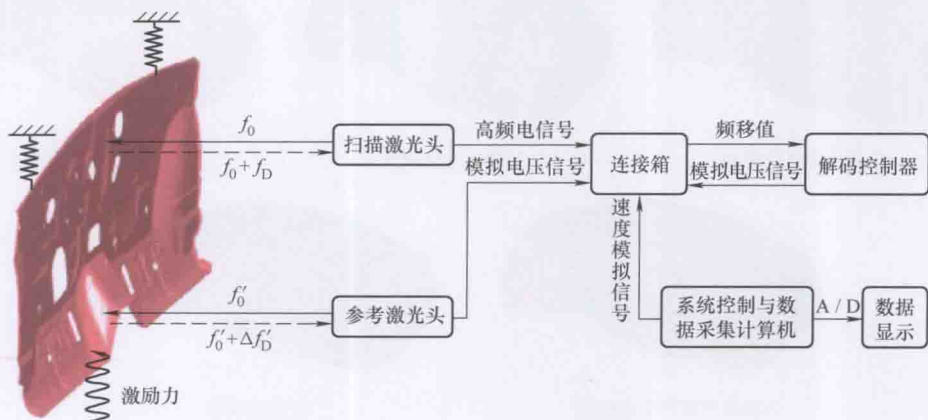 f₀
f₀+f_D
扫描激光头
高频电信号
模拟电压信号
连接箱
频移值
模拟电压信号
解码控制器
速度模拟信号
f₀′
f₀′+Δf_D′
参考激光头
系统控制与数
据采集计算机
A / D
数据
显示
激励力